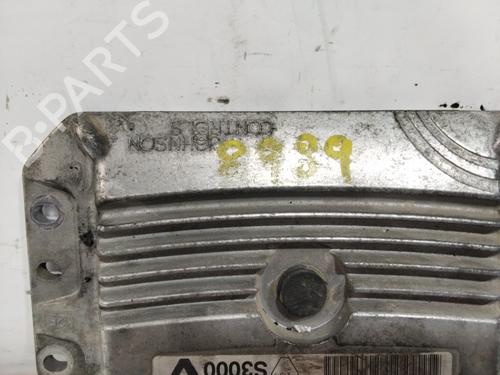 B-PARTS
JOHNSON
CONTROLS
S3000